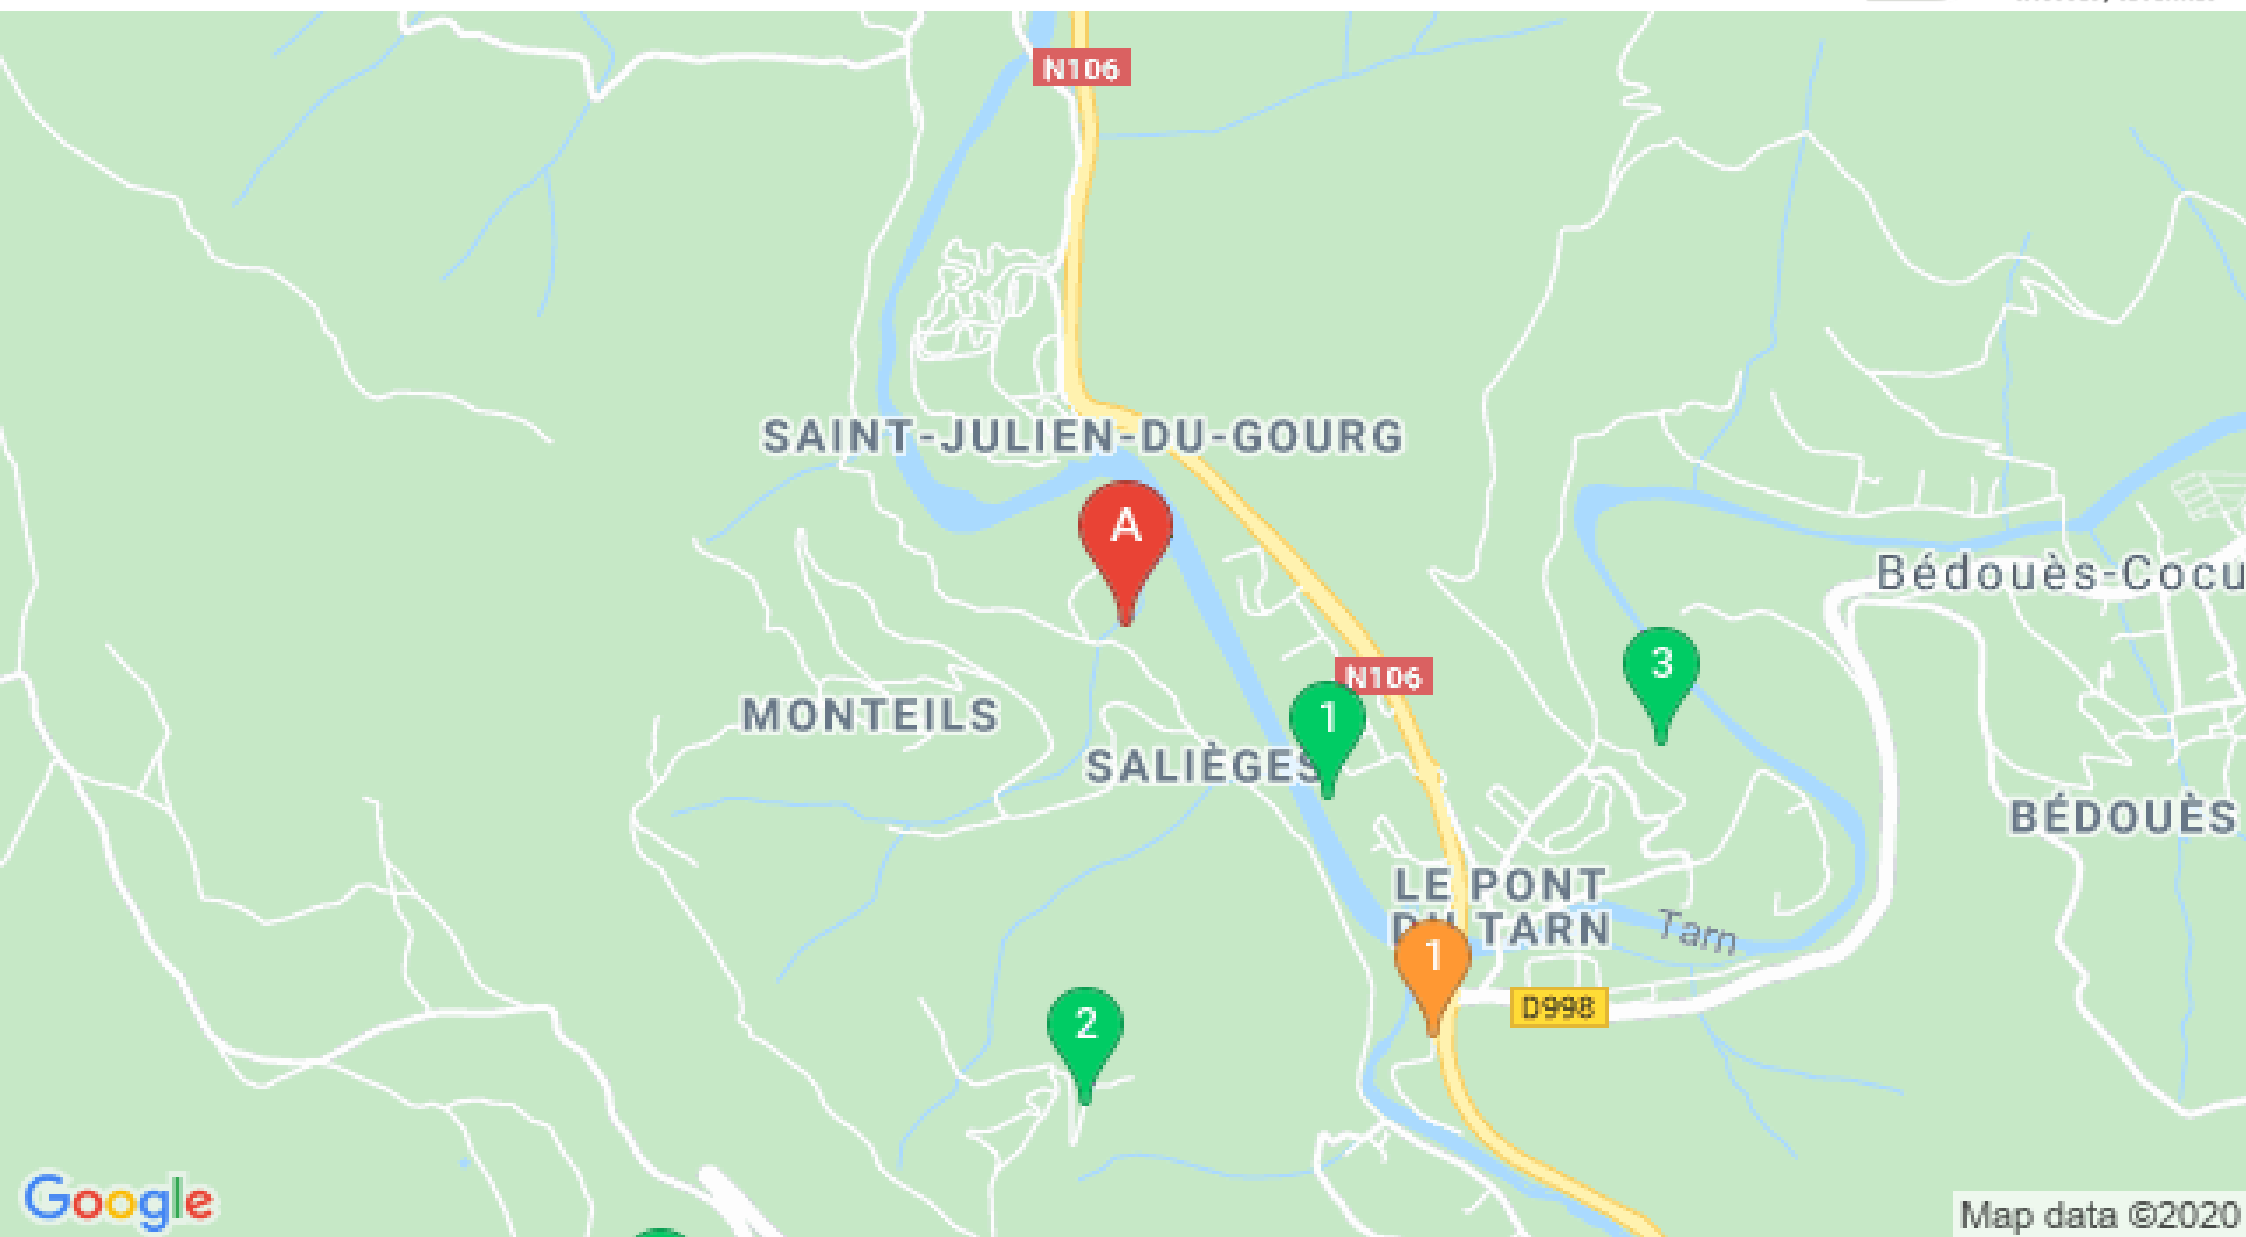 N106
SAINT-JULIEN-DU-GOURG
A
Bédouès-Cocu
3
N106
1
MONTEILS
SALIÈGES
BÉDOUÈS
LE PONT
DU TARN
Tarn
1
D998
2
Google
Map data ©2020